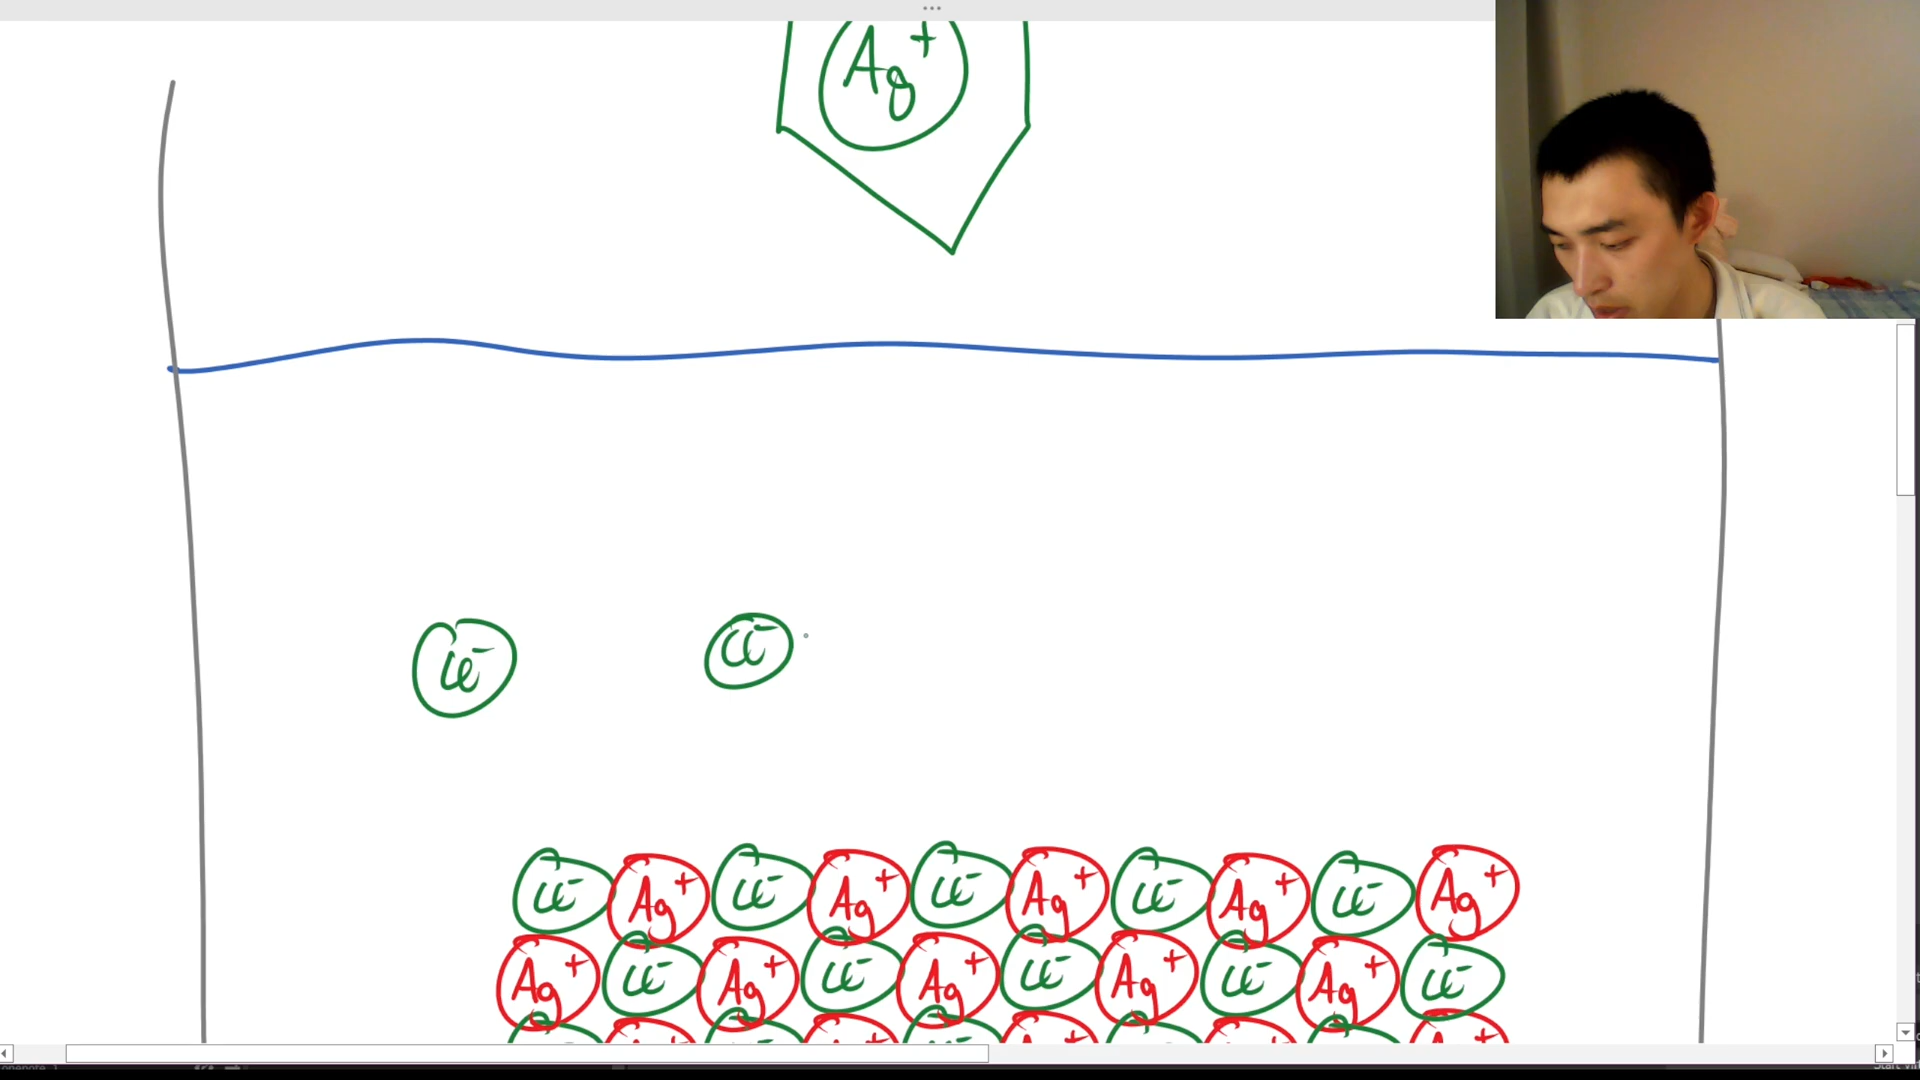 Ag+
Cl-
Cl-
Cl- Ag+ Cl- Ag+ Cl- Ag+ Cl- Ag+ Cl- Ag+
Ag+ Cl- Ag+ Cl- Ag+ Cl- Ag+ Cl- Ag+ Cl-